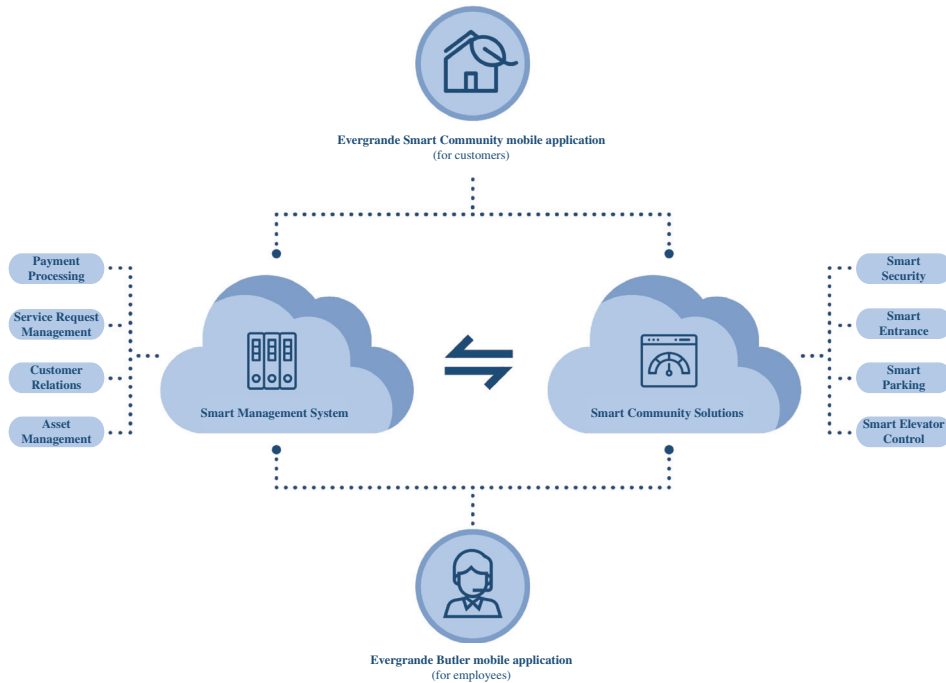 Evergrande Smart Community mobile application
(for customers)
Payment
Processing
Service Request
Management
Customer
Relations
Asset
Management
Smart Management System
Smart Community Solutions
Smart
Security
Smart
Entrance
Smart
Parking
Smart Elevator
Control
Evergrande Butler mobile application
(for employees)